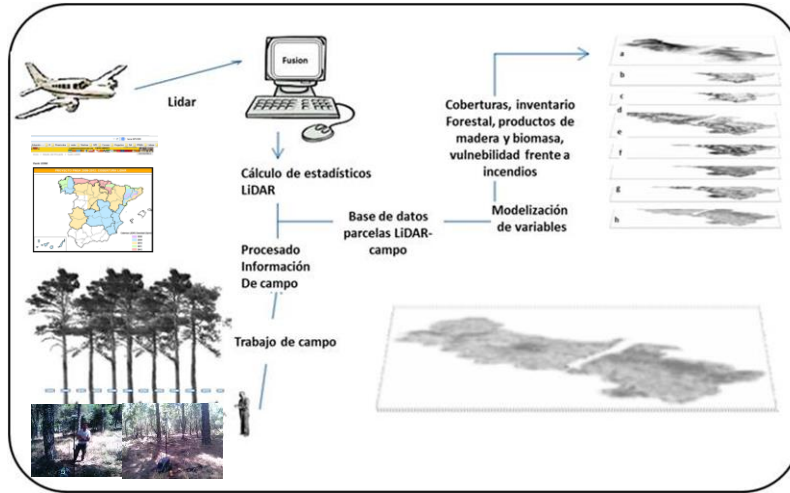 Fusion
Lidar
Cálculo de estadísticos
LiDAR
Coberturas, inventario
Forestal, productos de
madera y biomasa,
vulnebilidad frente a
incendios
Base de datos
parcelas LiDAR-
campo
Modelización
de variables
Procesado
Información
De campo
Trabajo de campo
a
b
c
d
e
f
g
h